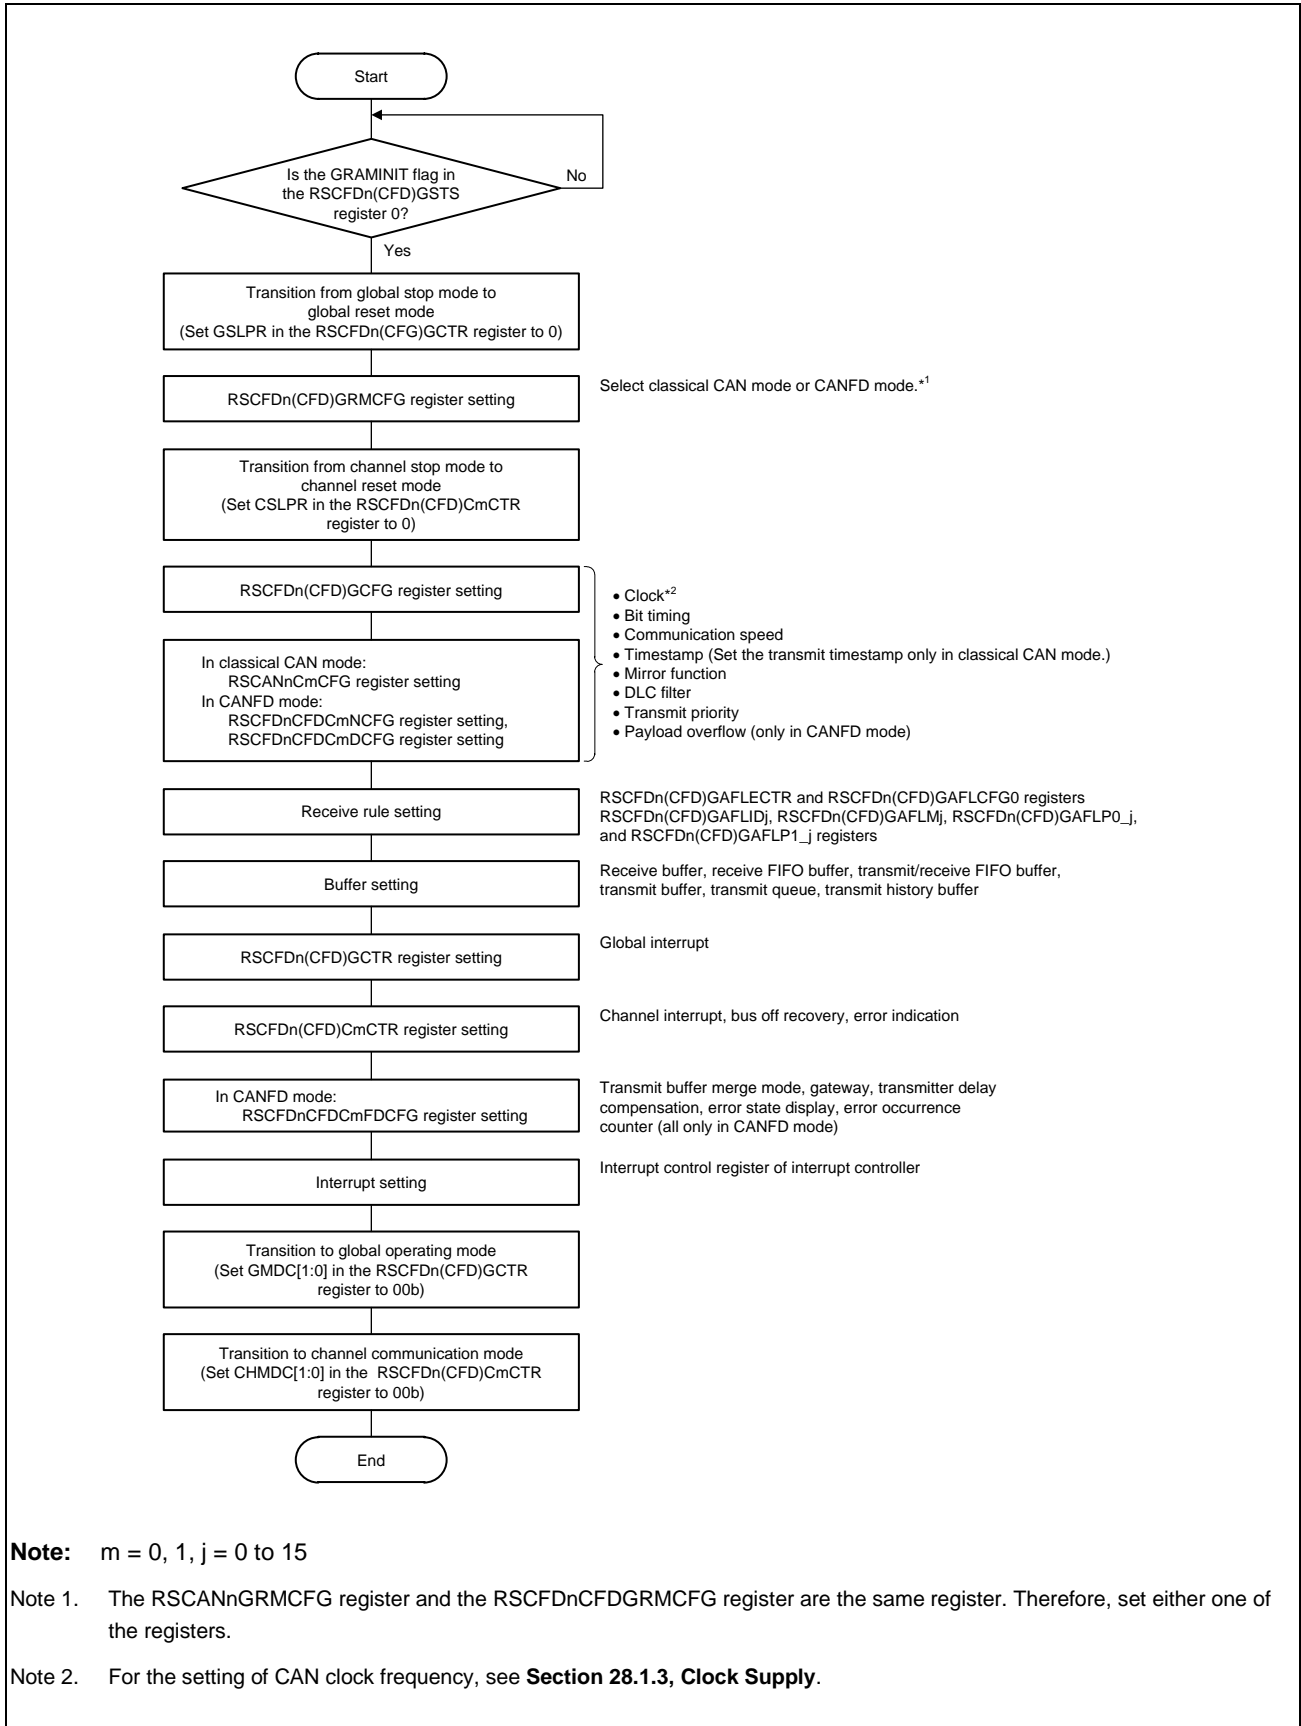 Start
Is the GRAMINIT flag in
the RSCFDn(CFD)GSTS
register 0?
No
Yes
Transition from global stop mode to
global reset mode
(Set GSLPR in the RSCFDn(CFG)GCTR register to 0)
RSCFDn(CFD)GRMCFG register setting
Select classical CAN mode or CANFD mode.*1
Transition from channel stop mode to
channel reset mode
(Set CSLPR in the RSCFDn(CFD)CmCTR
register to 0)
RSCFDn(CFD)GCFG register setting
In classical CAN mode:
RSCANnCmCFG register setting
In CANFD mode:
RSCFDnCFDCmNCFG register setting,
RSCFDnCFDCmDCFG register setting
• Clock*2
• Bit timing
• Communication speed
• Timestamp (Set the transmit timestamp only in classical CAN mode.)
• Mirror function
• DLC filter
• Transmit priority
• Payload overflow (only in CANFD mode)
Receive rule setting
RSCFDn(CFD)GAFLECTR and RSCFDn(CFD)GAFLCFG0 registers
RSCFDn(CFD)GAFLIDj, RSCFDn(CFD)GAFLMj, RSCFDn(CFD)GAFLP0_j,
and RSCFDn(CFD)GAFLP1_j registers
Buffer setting
Receive buffer, receive FIFO buffer, transmit/receive FIFO buffer,
transmit buffer, transmit queue, transmit history buffer
RSCFDn(CFD)GCTR register setting
Global interrupt
RSCFDn(CFD)CmCTR register setting
Channel interrupt, bus off recovery, error indication
In CANFD mode:
RSCFDnCFDCmFDCFG register setting
Transmit buffer merge mode, gateway, transmitter delay
compensation, error state display, error occurrence
counter (all only in CANFD mode)
Interrupt setting
Interrupt control register of interrupt controller
Transition to global operating mode
(Set GMDC[1:0] in the RSCFDn(CFD)GCTR
register to 00b)
Transition to channel communication mode
(Set CHMDC[1:0] in the RSCFDn(CFD)CmCTR
register to 00b)
End
Note: m = 0, 1, j = 0 to 15
Note 1. The RSCANnGRMCFG register and the RSCFDnCFDGRMCFG register are the same register. Therefore, set either one of
the registers.
Note 2. For the setting of CAN clock frequency, see Section 28.1.3, Clock Supply.